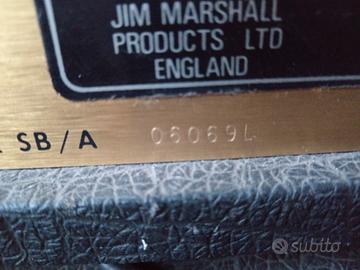 JIM MARSHALL
PRODUCTS LTD
ENGLAND
SB/A 06069L
subito